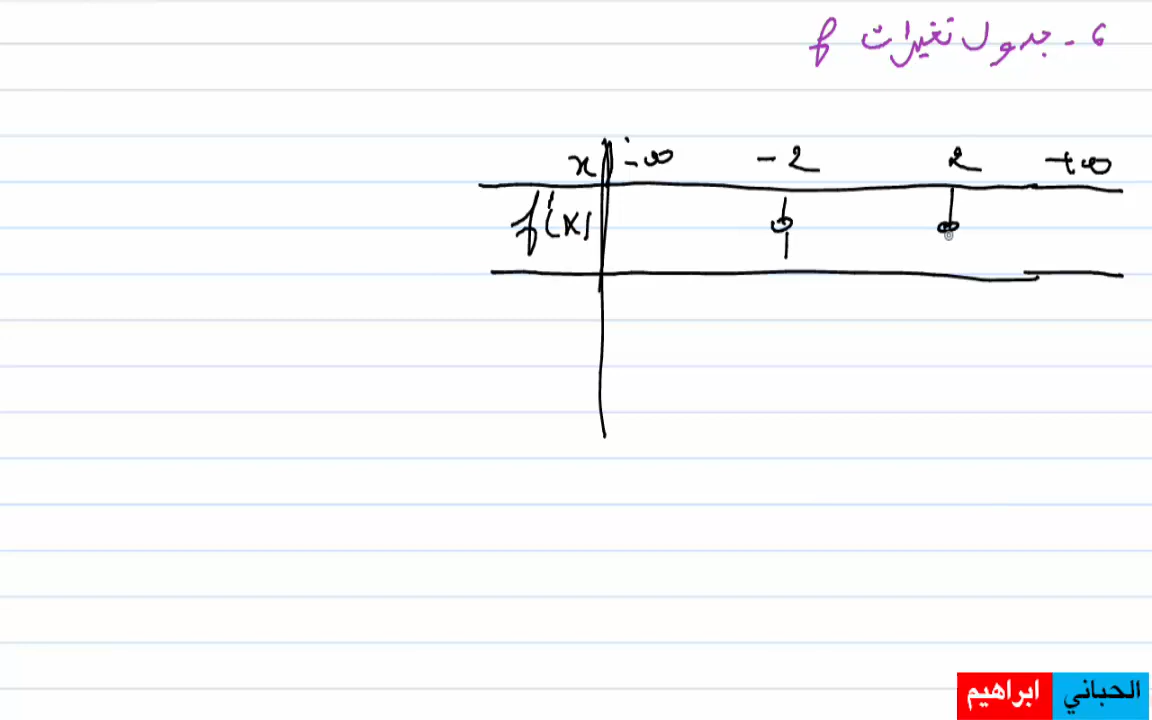 6 - جدول تغيرات f
x -∞ -2 2 +∞
f'(x) 0 0
الحباني ابراهيم